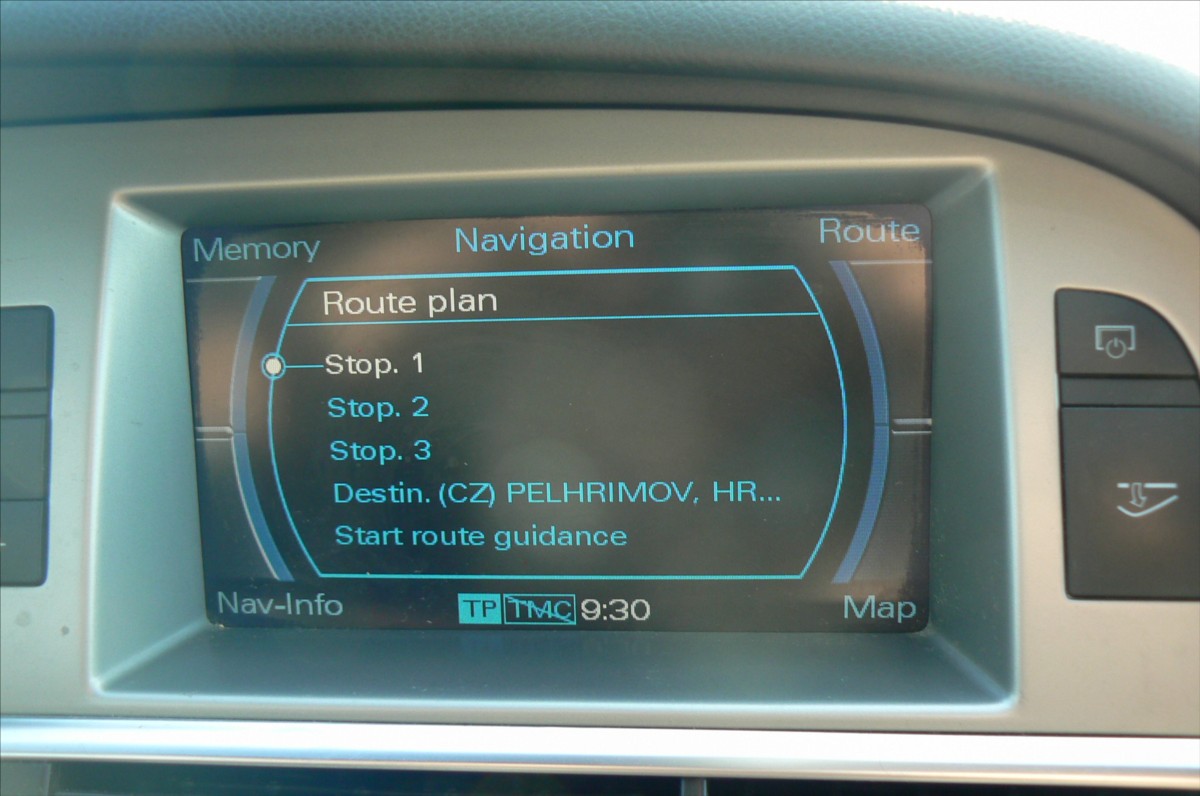 Memory
Navigation
Route
Route plan
Stop. 1
Stop. 2
Stop. 3
Destin. (CZ) PELHRIMOV, HR...
Start route guidance
Nav-Info
TP TMC 9:30
Map